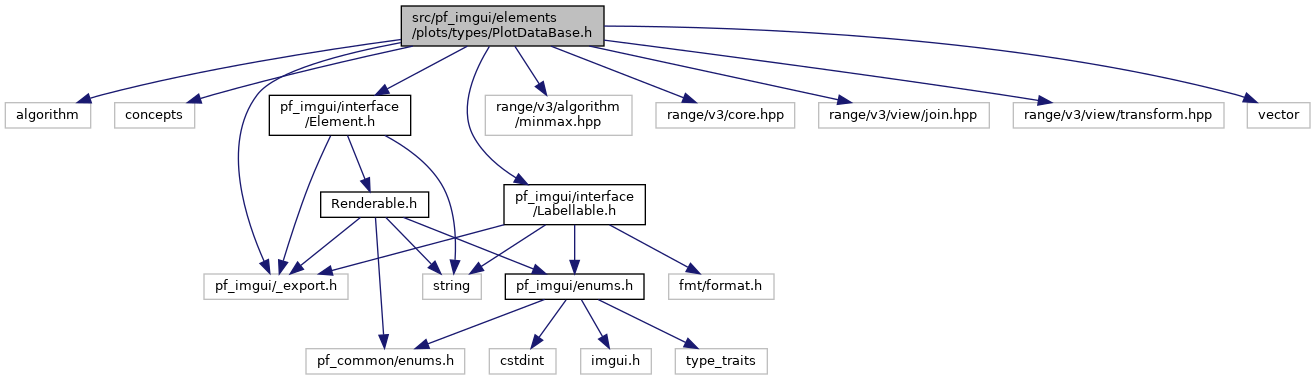 src/pf_imgui/elements
/plots/types/PlotDataBase.h
algorithm
concepts
pf_imgui/interface
/Element.h
range/v3/algorithm
/minmax.hpp
range/v3/core.hpp
range/v3/view/join.hpp
range/v3/view/transform.hpp
vector
Renderable.h
pf_imgui/interface
/Labellable.h
pf_imgui/_export.h
string
pf_imgui/enums.h
fmt/format.h
pf_common/enums.h
cstdint
imgui.h
type_traits